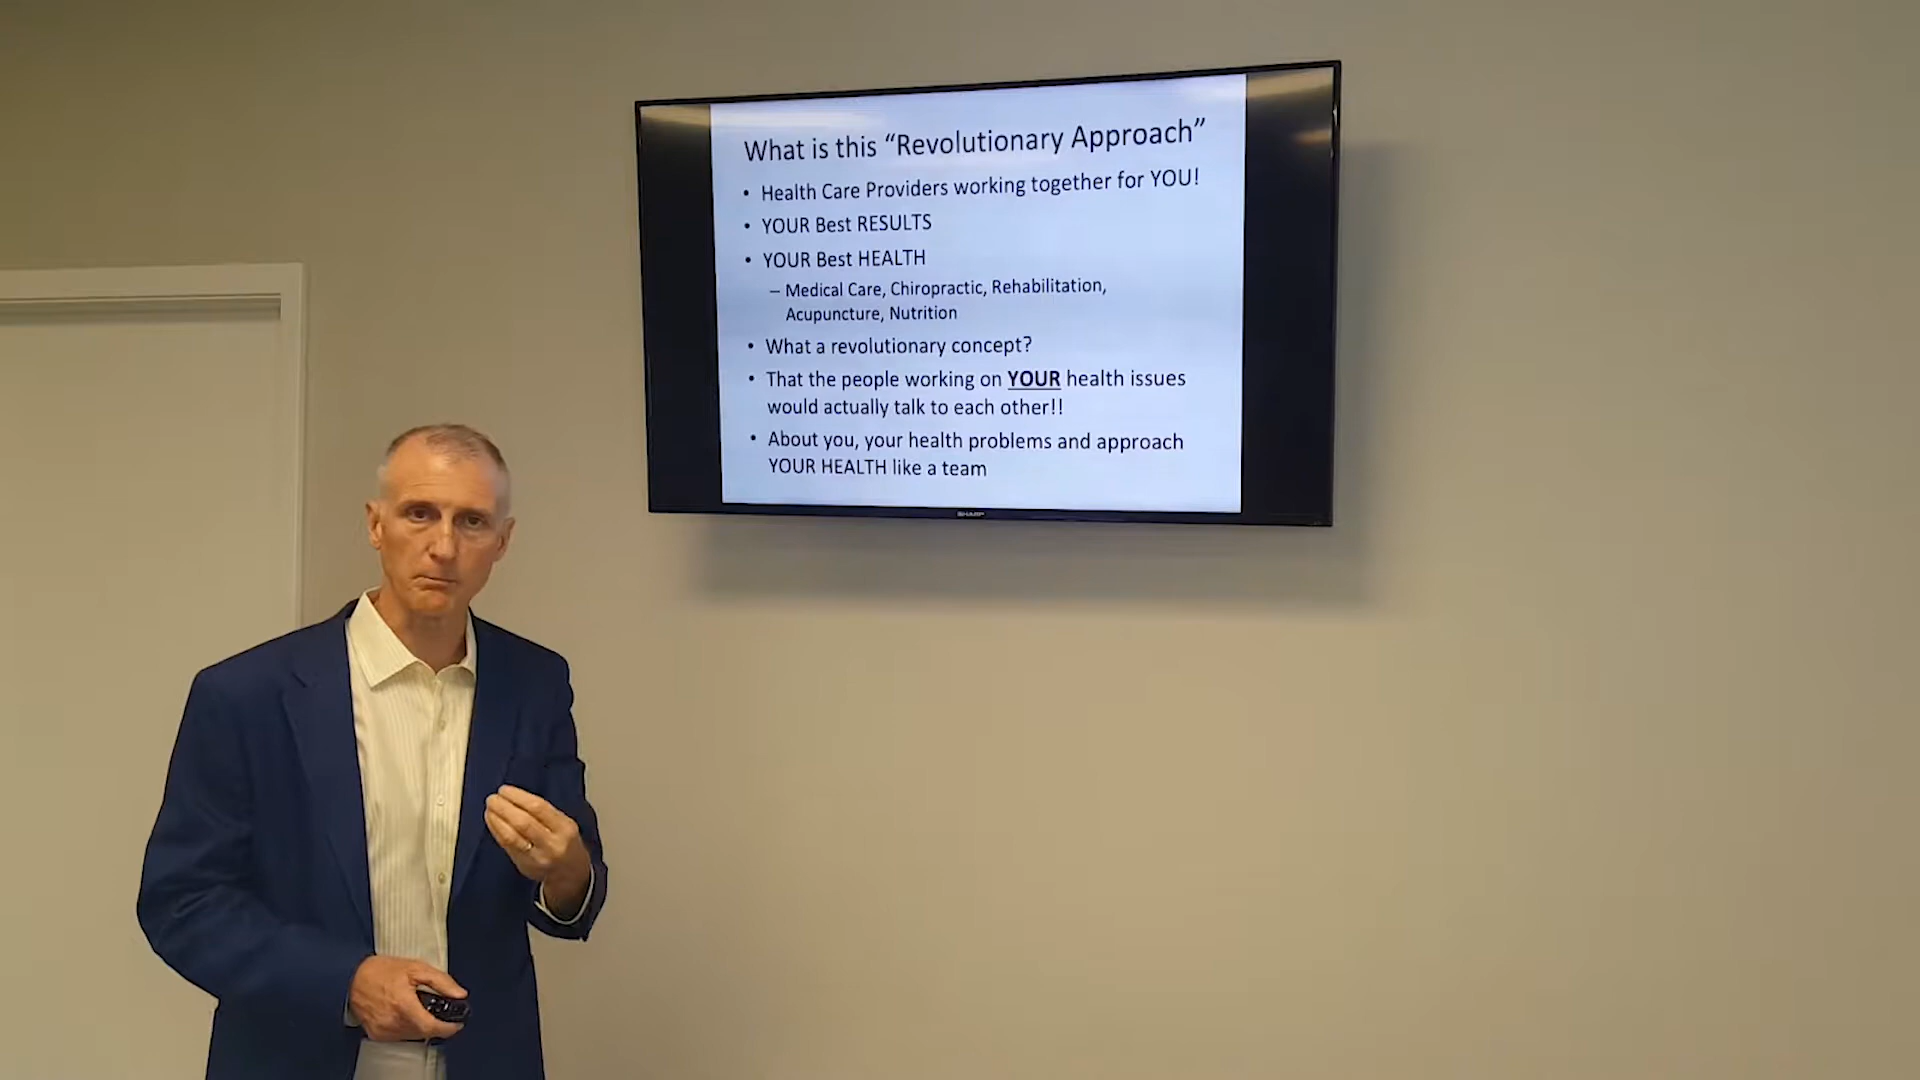 What is this “Revolutionary Approach”
• Health Care Providers working together for YOU!
• YOUR Best RESULTS
• YOUR Best HEALTH
– Medical Care, Chiropractic, Rehabilitation,
Acupuncture, Nutrition
• What a revolutionary concept?
• That the people working on YOUR health issues
would actually talk to each other!!
• About you, your health problems and approach
YOUR HEALTH like a team
SHARP